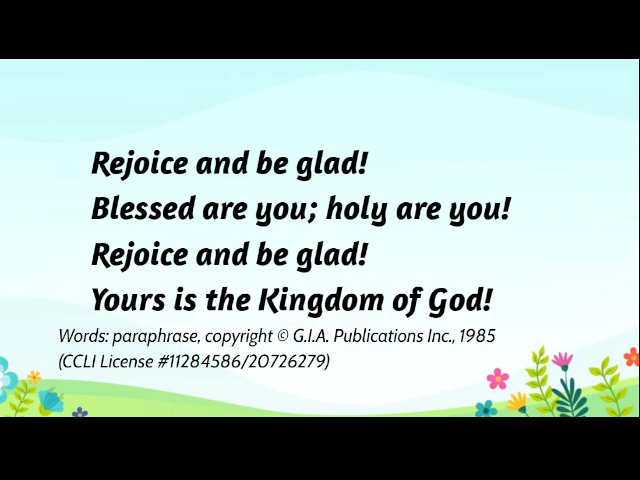 Rejoice and be glad!
Blessed are you; holy are you!
Rejoice and be glad!
Yours is the Kingdom of God!
Words: paraphrase, copyright © G.I.A. Publications Inc., 1985
(CCLI License #11284586/20726279)